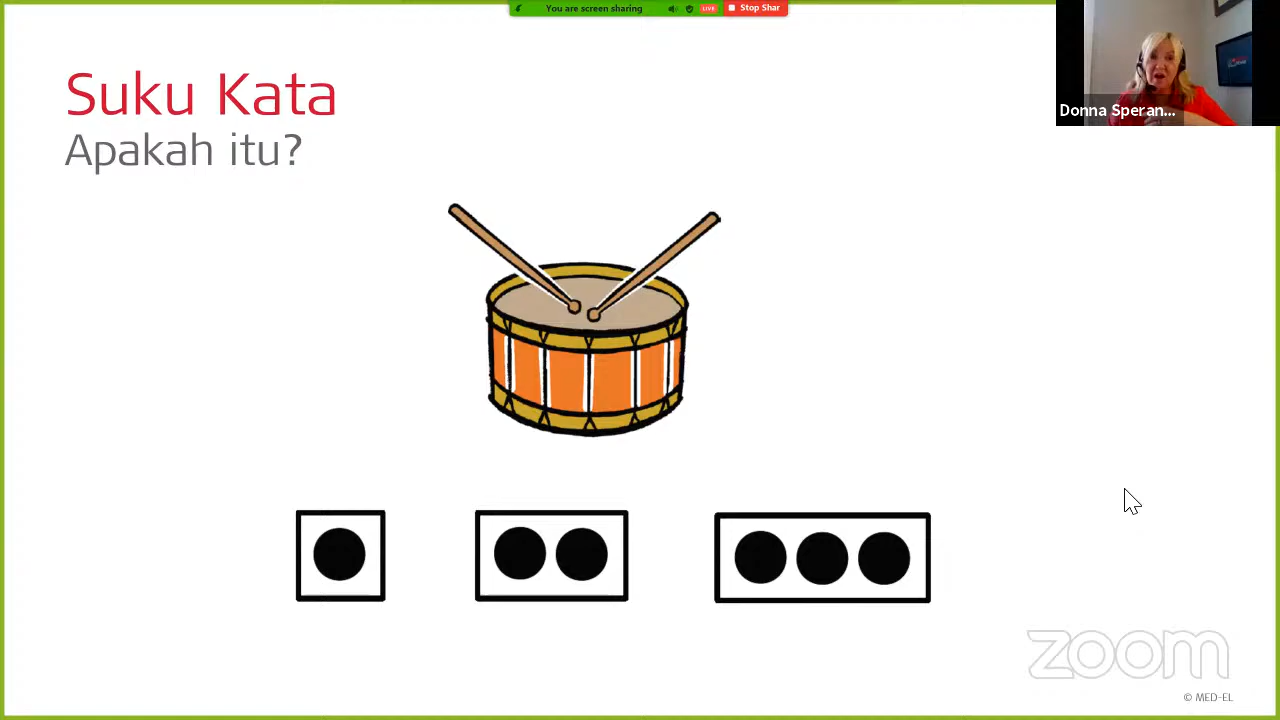 You are screen sharing
LIVE
Stop Shar
Suku Kata
Apakah itu?
Donna Speran...
zoom
© MED-EL